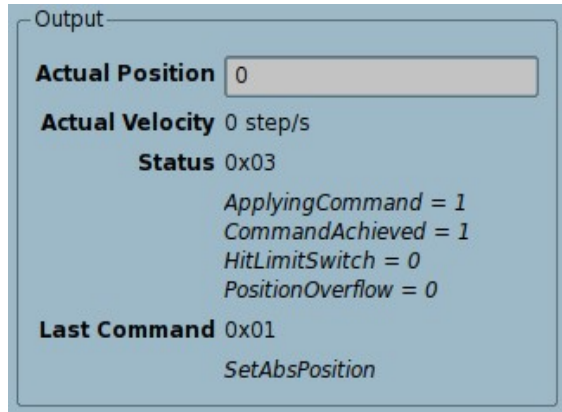 Output
Actual Position 0
Actual Velocity 0 step/s
Status 0x03
ApplyingCommand = 1
CommandAchieved = 1
HitLimitSwitch = 0
PositionOverflow = 0
Last Command 0x01
SetAbsPosition